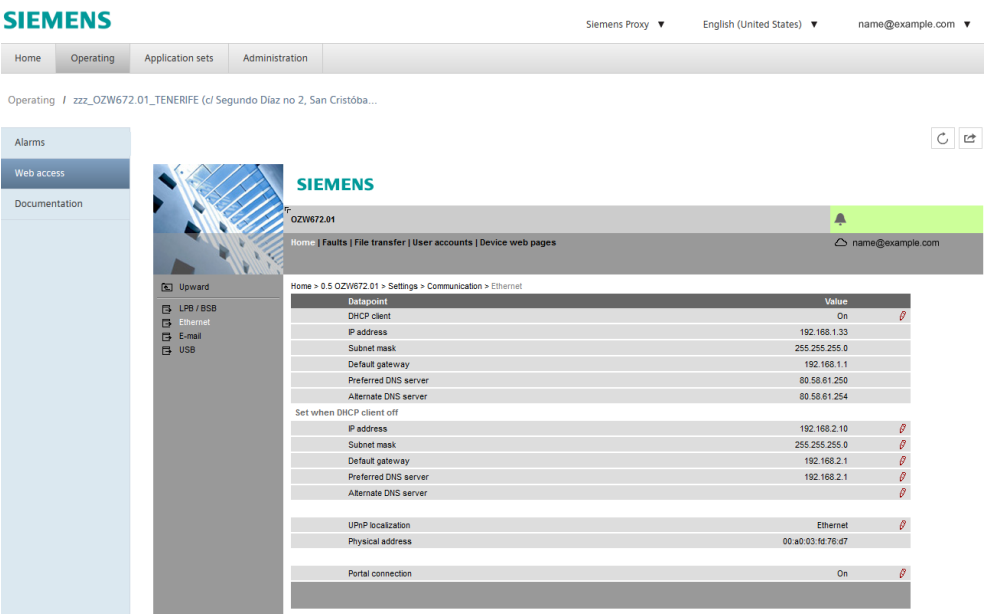 SIEMENS
Siemens Proxy ▼ English (United States) ▼ name@example.com ▼
Home Operating Application sets Administration
Operating / zzz_OZW672.01_TENERIFE (c/ Segundo Díaz no 2, San Cristóba...
Alarms
Web access
Documentation
SIEMENS
OZW672.01
Home | Faults | File transfer | User accounts | Device web pages name@example.com
Upward
LPB / BSB
Ethernet
E-mail
USB
Home > 0.5 OZW672.01 > Settings > Communication > Ethernet
Datapoint Value
DHCP client On
IP address 192.168.1.33
Subnet mask 255.255.255.0
Default gateway 192.168.1.1
Preferred DNS server 80.58.61.250
Alternate DNS server 80.58.61.254
Set when DHCP client off
IP address 192.168.2.10
Subnet mask 255.255.255.0
Default gateway 192.168.2.1
Preferred DNS server 192.168.2.1
Alternate DNS server
UPnP localization Ethernet
Physical address 00:a0:03:fd:76:d7
Portal connection On